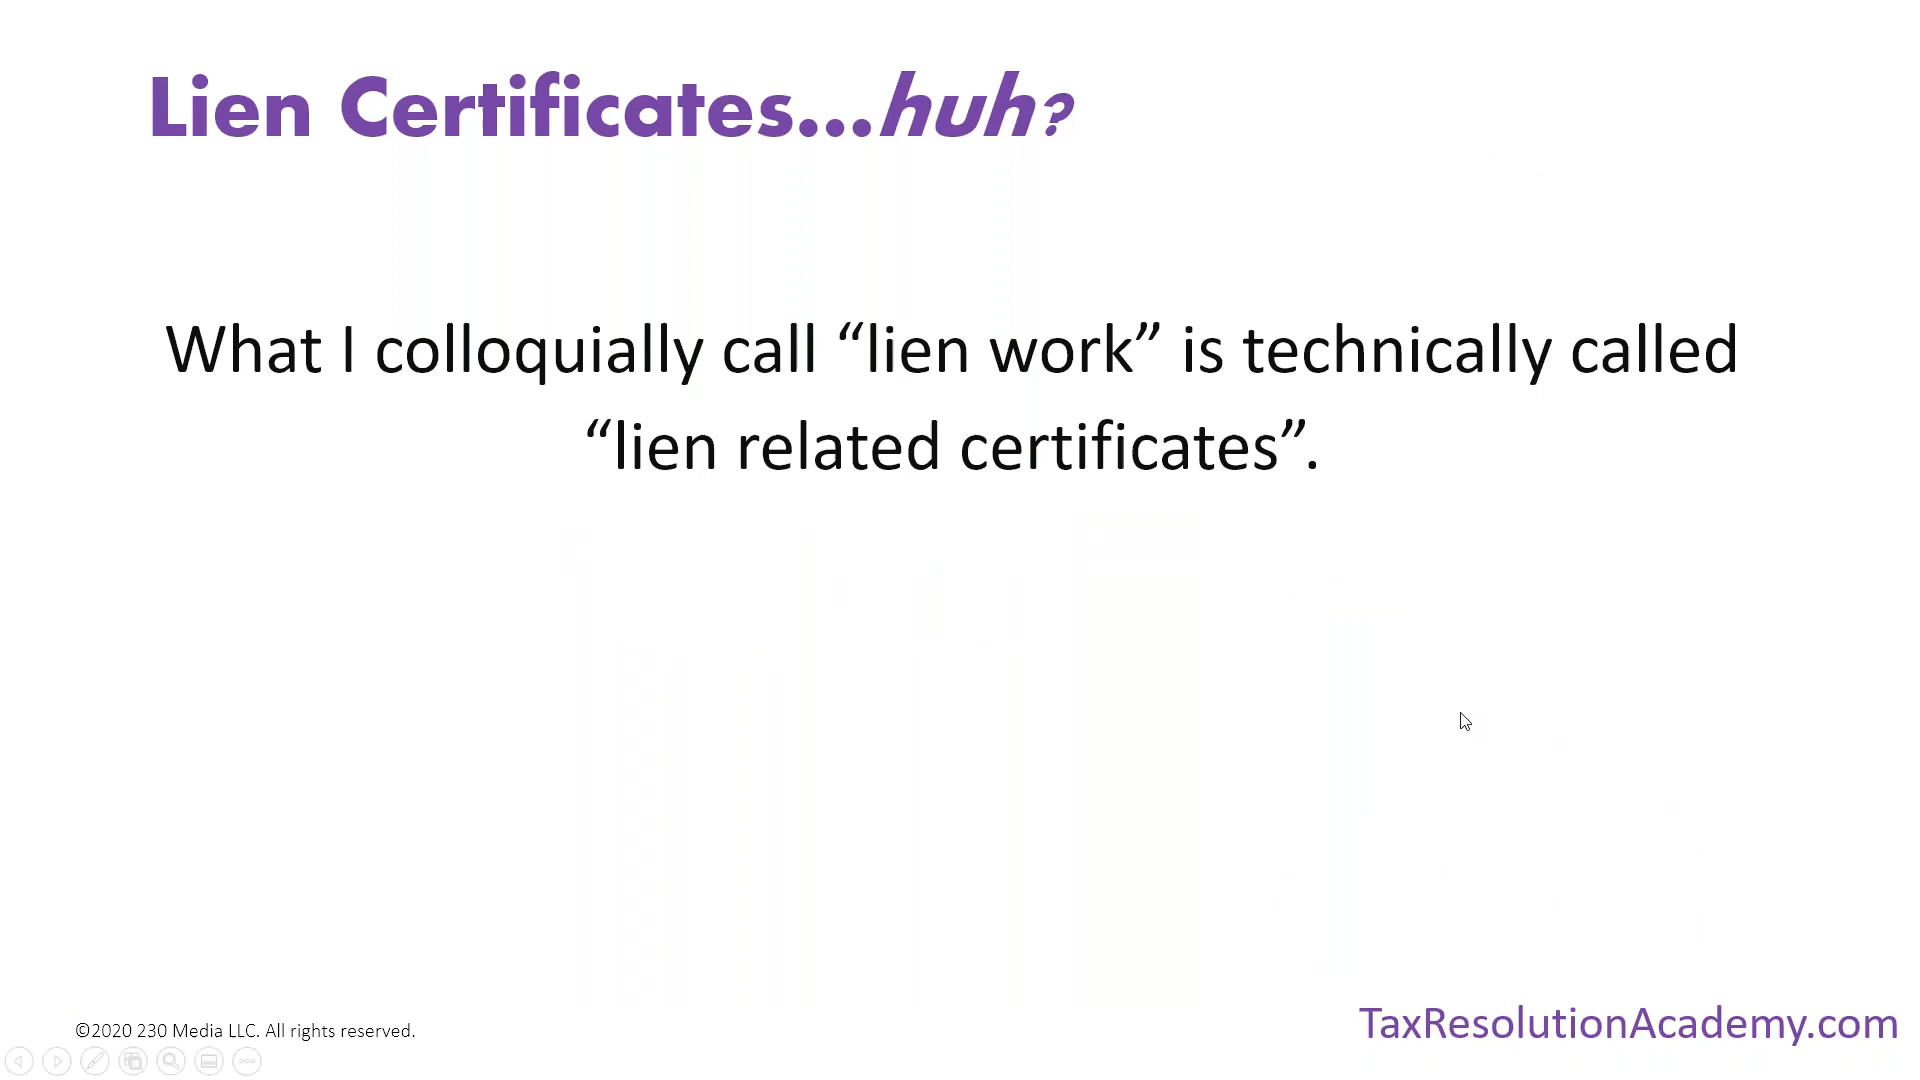 Lien Certificates...huh?
What I colloquially call “lien work” is technically called
“lien related certificates”.
©2020 230 Media LLC. All rights reserved.
TaxResolutionAcademy.com